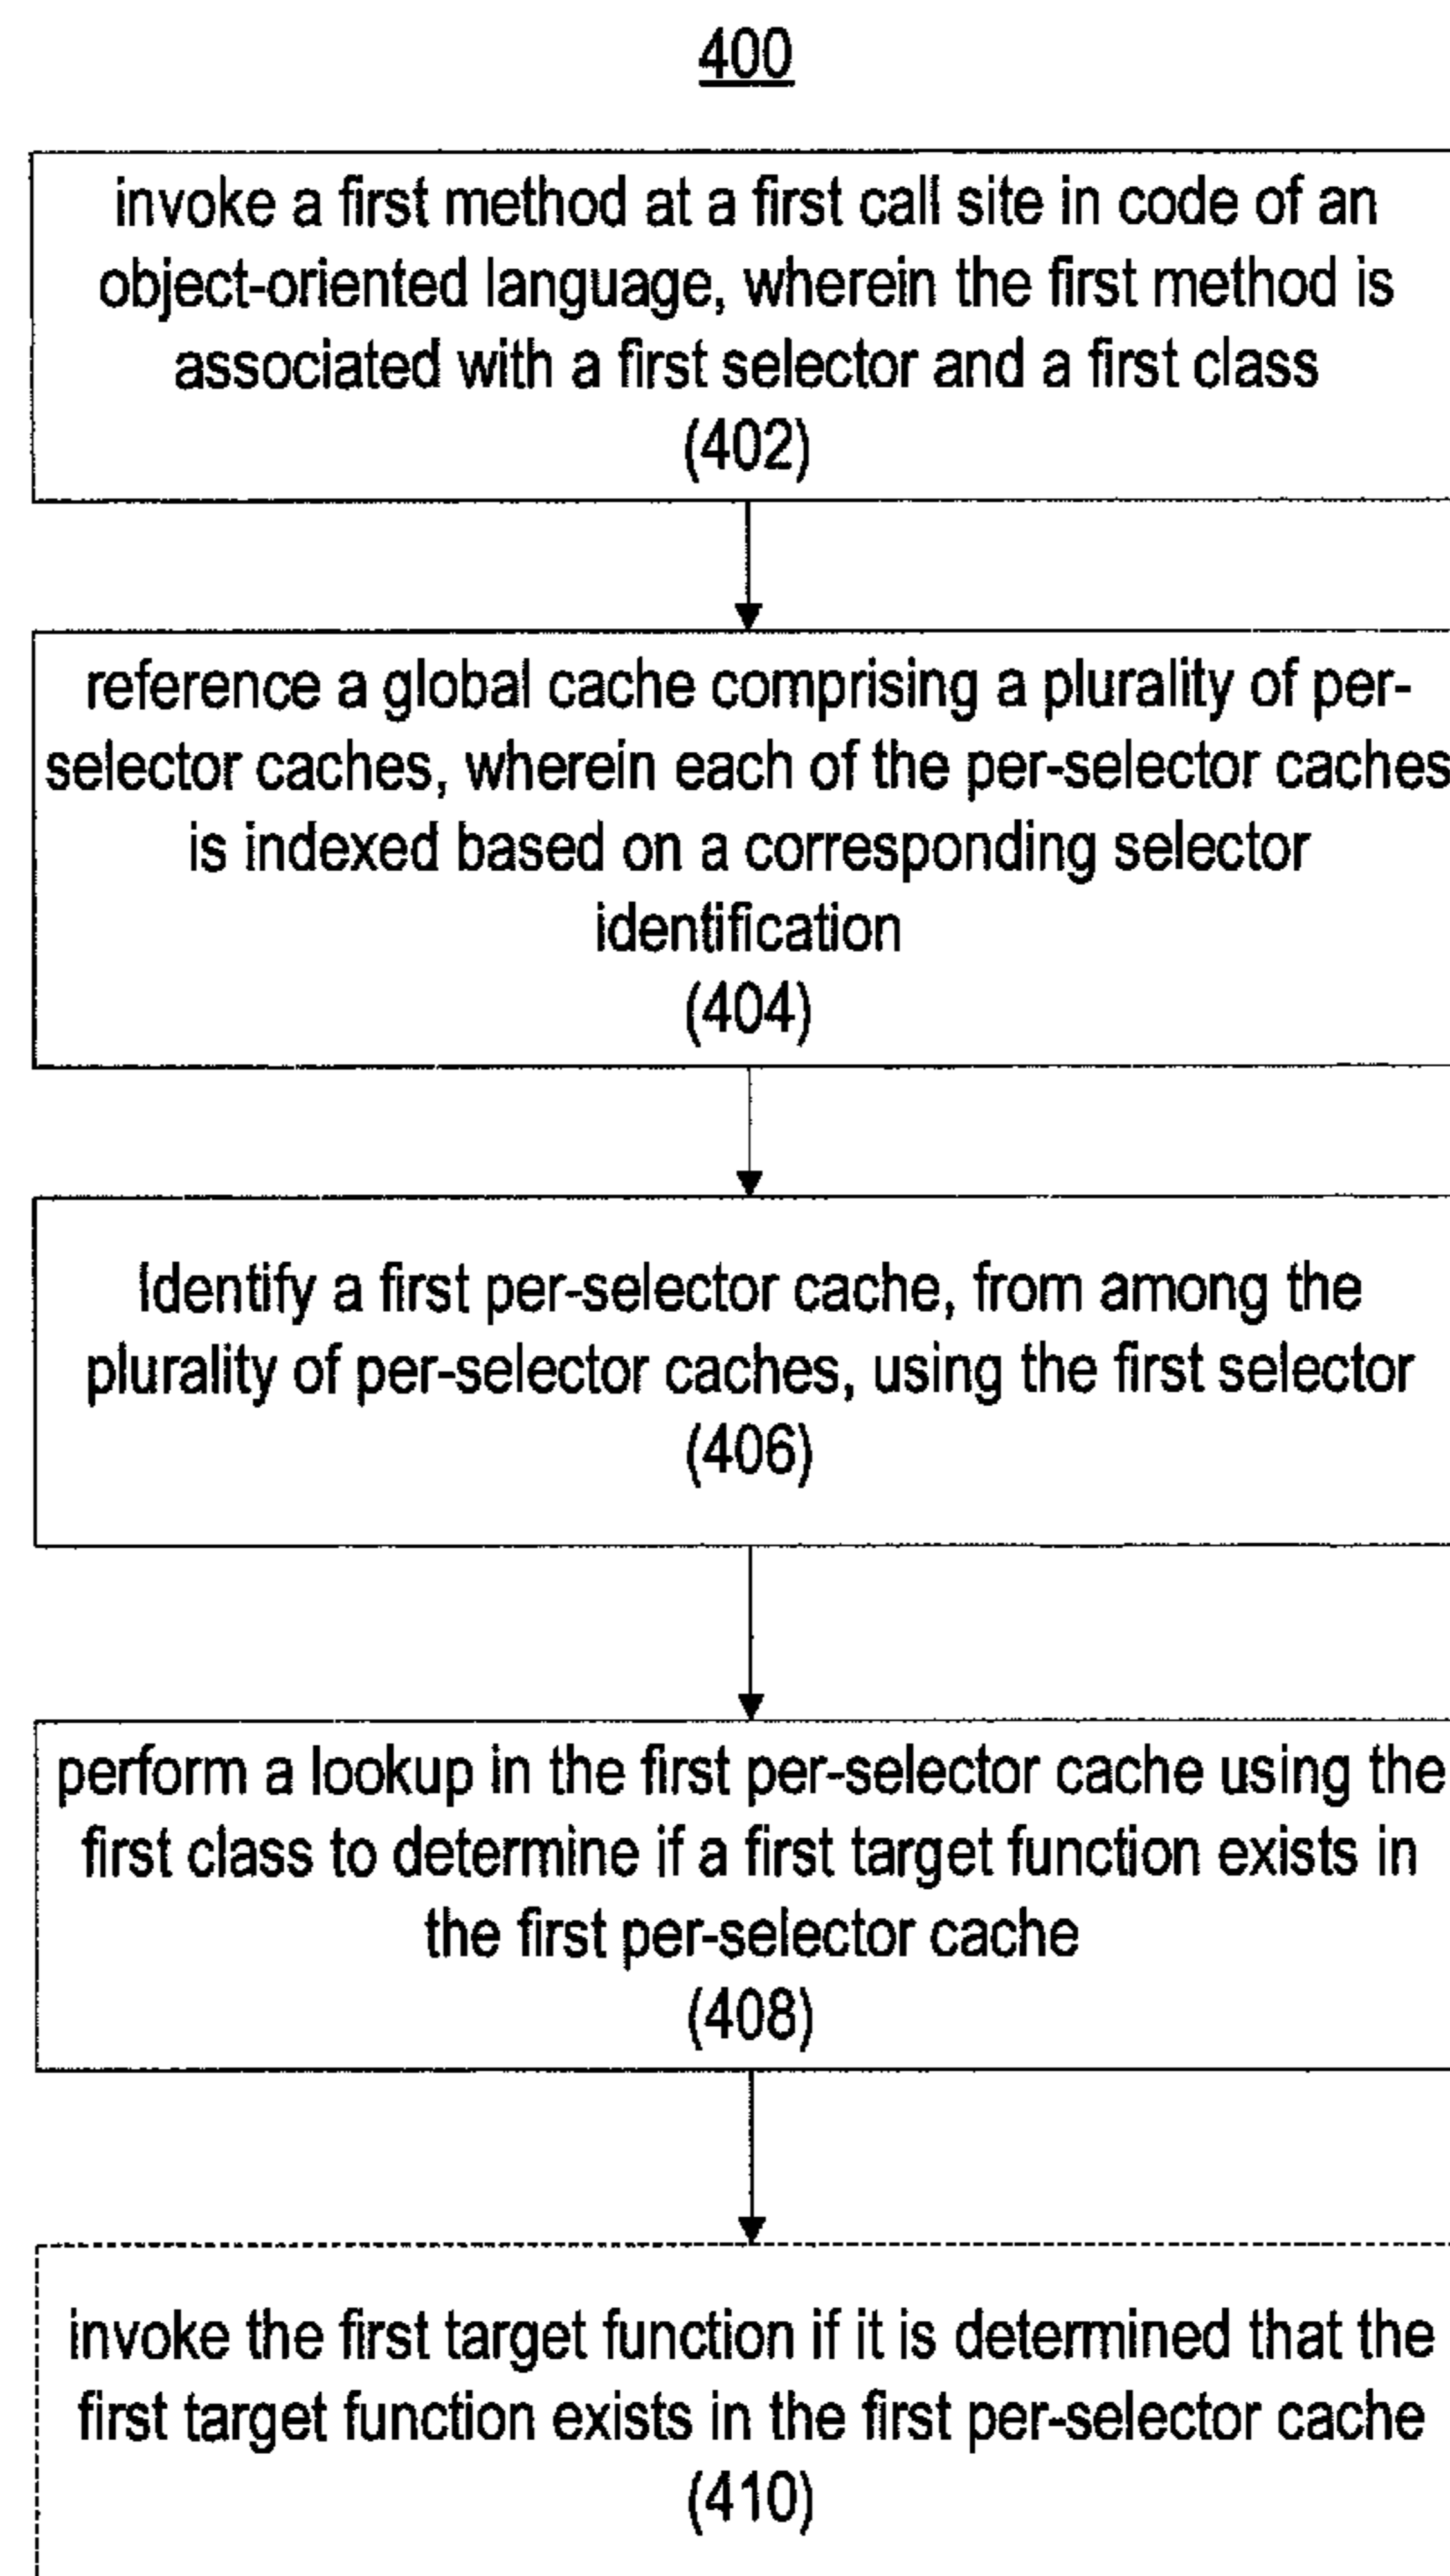 400
invoke a first method at a first call site in code of an
object-oriented language, wherein the first method is
associated with a first selector and a first class
(402)
reference a global cache comprising a plurality of per-
selector caches, wherein each of the per-selector caches
is indexed based on a corresponding selector
identification
(404)
Identify a first per-selector cache, from among the
plurality of per-selector caches, using the first selector
(406)
perform a lookup in the first per-selector cache using the
first class to determine if a first target function exists in
the first per-selector cache
(408)
invoke the first target function if it is determined that the
first target function exists in the first per-selector cache
(410)